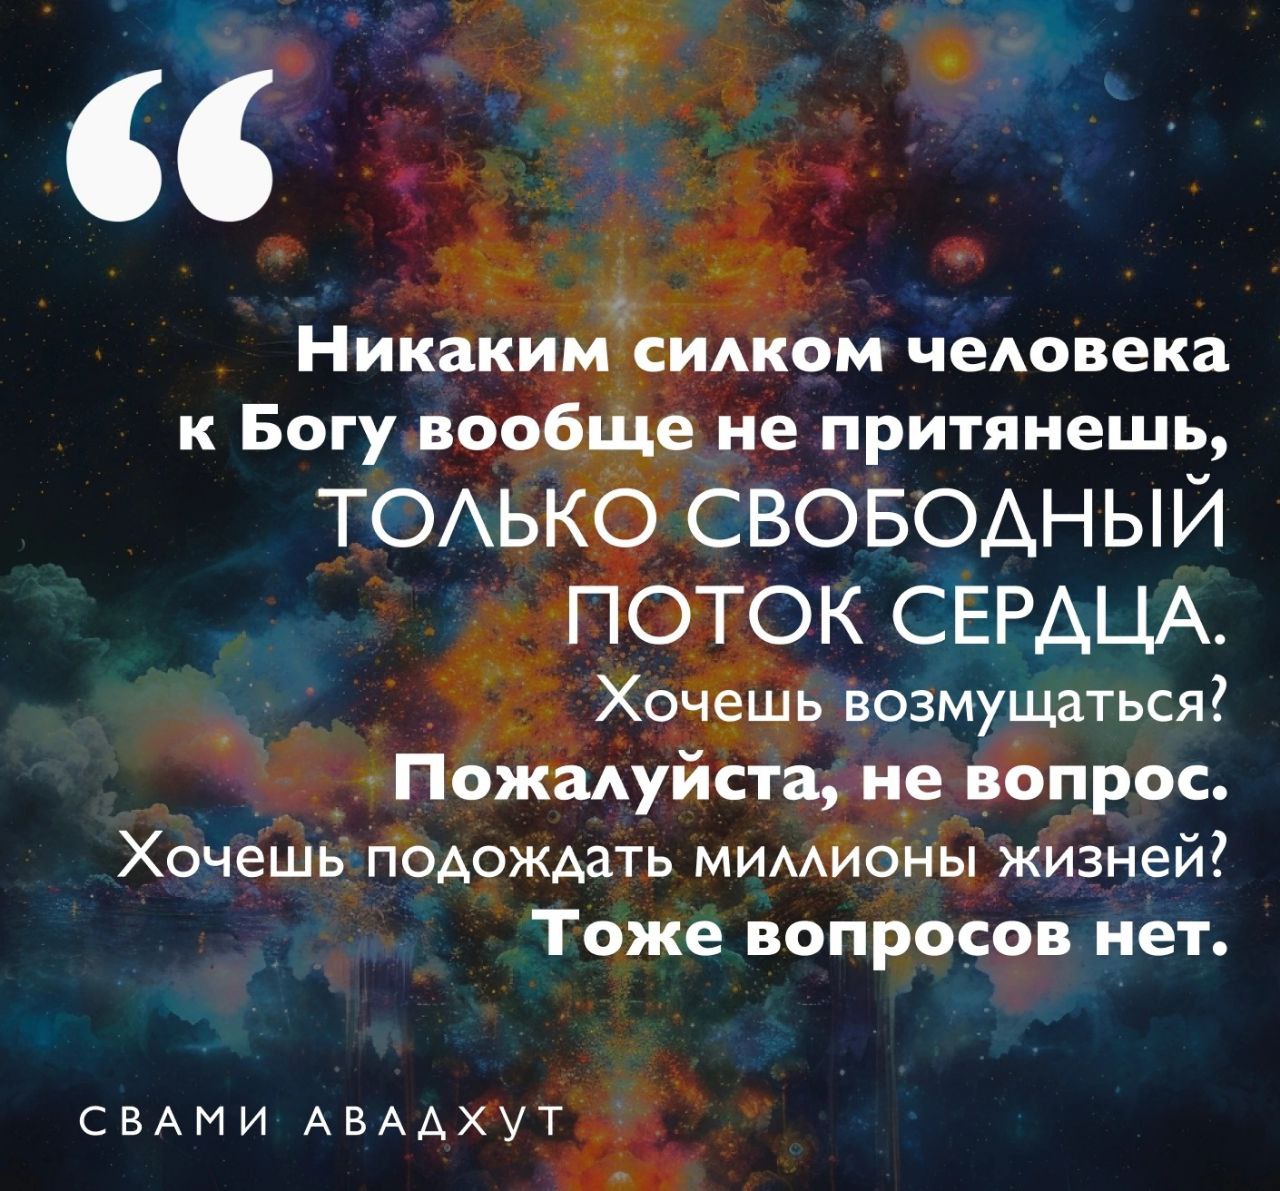 “
Никаким силком человека
к Богу вообще не притянешь,
ТОЛЬКО СВОБОДНЫЙ
ПОТОК СЕРДЦА.
Хочешь возмущаться?
Пожалуйста, не вопрос.
Хочешь подождать миллионы жизней?
Тоже вопросов нет.
СВАМИ АВАДХУТ